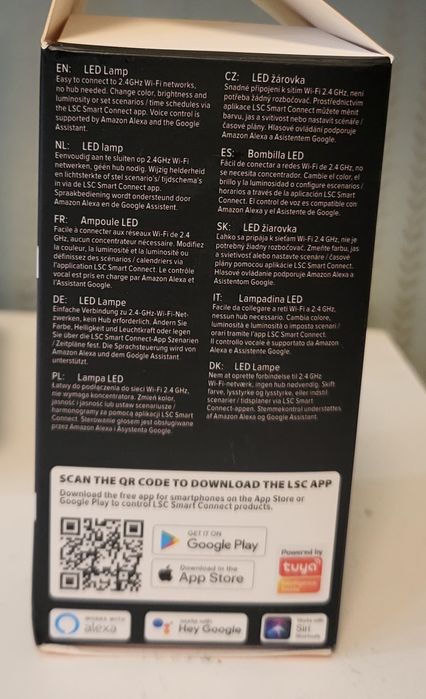 EN: LED Lamp
Easy to connect to 2.4GHz Wi-Fi networks,
no hub needed. Change color, brightness and
luminosity or set scenarios / time schedules via
the LSC Smart Connect app. Voice control is
supported by Amazon Alexa and the Google
Assistant.
NL: LED lamp
Eenvoudig aan te sluiten op 2.4GHz Wi-Fi
netwerken, géén hub nodig. Wijzig helderheid
en lichtsterkte of stel scenario's/ tijdschema's
in via de LSC Smart Connect app.
Spraakbediening wordt ondersteund door
Amazon Alexa en de Google Assistent.
FR: Ampoule LED
Facile à connecter aux réseaux Wi-Fi de 2.4
GHz, aucun concentrateur nécessaire. Modifiez
la couleur, la luminosité et la luminosité ou
définissez des scénarios / calendriers via
l'application LSC Smart Connect. Le contrôle
vocal est pris en charge par Amazon Alexa et
l'Assistant Google.
DE: LED Lampe
Einfache Verbindung zu 2.4-GHz-Wi-Fi-Net-
zwerken, kein Hub erforderlich. Ändern Sie
Farbe, Helligkeit und Leuchtkraft oder legen
Sie über die LSC Smart Connect-App Szenarien
/ Zeitpläne fest. Die Sprachsteuerung wird von
Amazon Alexa und dem Google Assistant
unterstützt.
PL: Lampa LED
Łatwy do podłączenia do sieci Wi-Fi 2.4 GHz,
nie wymaga koncentratora. Zmień kolor,
jasność i jasność lub ustaw scenariusze /
harmonogramy za pomocą aplikacji LSC Smart
Connect. Sterowanie głosem jest obsługiwane
przez Amazon Alexa i Asystenta Google.
CZ: LED žárovka
Snadné připojení k sítím Wi-Fi 2.4 GHz, není
potřeba žádný rozbočovač. Prostřednictvím
aplikace LSC Smart Connect můžete měnit
barvu, jas a svítivost nebo nastavit scénáře /
časové plány. Hlasové ovládání podporuje
Amazon Alexa a Asistentem Google.
ES: Bombilla LED
Fácil de conectar a redes Wi-Fi de 2.4 GHz, no
se necesita concentrador. Cambie el color, el
brillo y la luminosidad o configure escenarios /
horarios a través de la aplicación LSC Smart
Connect. El control de voz es compatible con
Amazon Alexa y el Asistente de Google.
SK: LED žiarovka
Ľahko sa pripája k sieťam Wi-Fi 2.4 GHz, nie je
potrebný žiadny rozbočovač. Zmeňte farbu, jas
a svietivosť alebo nastavte scenáre / časové
plány pomocou aplikácie LSC Smart Connect.
Hlasové ovládanie podporuje Amazon Alexa s
Asistentom Google.
IT: Lampadina LED
Facile da collegare a reti Wi-Fi a 2.4 GHz,
nessun hub necessario. Cambia colore,
luminosità e luminosità o imposta scenari /
orari tramite l'app LSC Smart Connect.
Il controllo vocale è supportato da Amazon
Alexa e Assistente Google.
DK: LED Lampe
Nem at oprette forbindelse til 2.4 GHz
Wi-Fi-netværk, ingen hub nødvendig. Skift
farve, lysstyrke og lysstyrke, eller indstil
scenarier / tidsplaner via LSC Smart
Connect-appen. Stemmekontrol understøttes
af Amazon Alexa og Google Assistant.
SCAN THE QR CODE TO DOWNLOAD THE LSC APP
Download the free app for smartphones on the App Store or
Google Play to control LSC Smart Connect products.
GET IT ON
Google Play
Download in the
App Store
Powered by
tuya
WORKS WITH
alexa
works with
Hey Google
Works with
Siri
Shortcuts